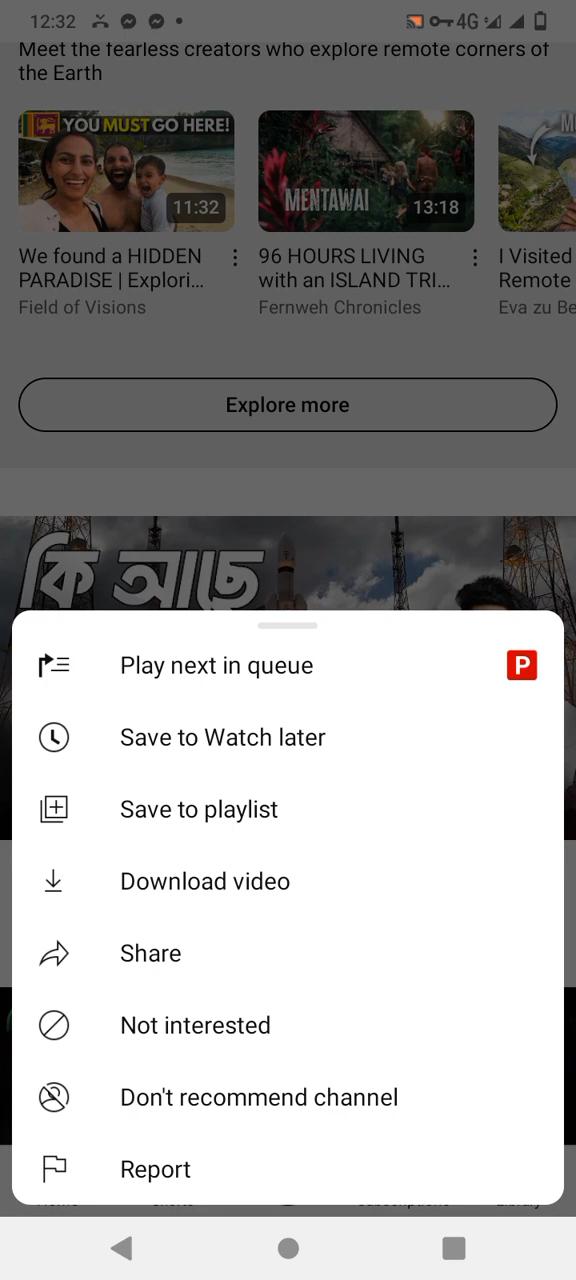 12:32
4G
Meet the fearless creators who explore remote corners of
the Earth
YOU MUST GO HERE!
11:32
MENTAWAI
13:18
We found a HIDDEN
PARADISE | Explori...
Field of Visions
96 HOURS LIVING
with an ISLAND TRI...
Fernweh Chronicles
I Visited
Remote
Eva zu Be
Explore more
কি আছে
Play next in queue
P
Save to Watch later
Save to playlist
Download video
Share
Not interested
Don't recommend channel
Report